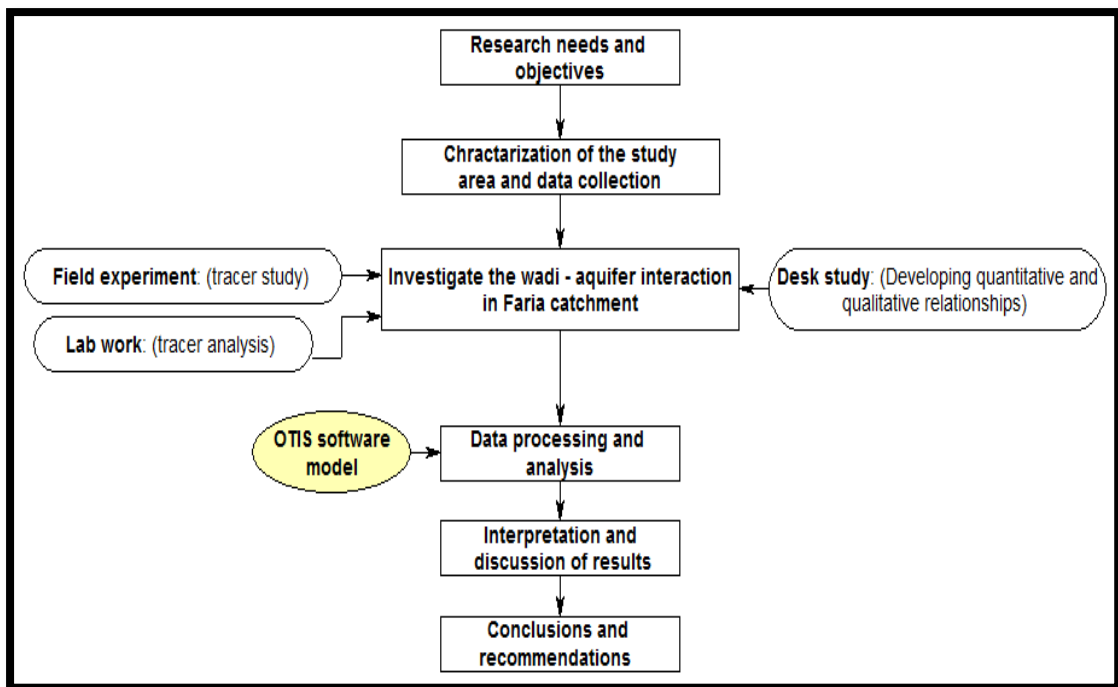 Research needs and
objectives
Chractarization of the study
area and data collection
Field experiment: (tracer study)
Lab work: (tracer analysis)
Investigate the wadi - aquifer interaction
in Faria catchment
Desk study: (Developing quantitative and
qualitative relationships)
OTIS software
model
Data processing and
analysis
Interpretation and
discussion of results
Conclusions and
recommendations